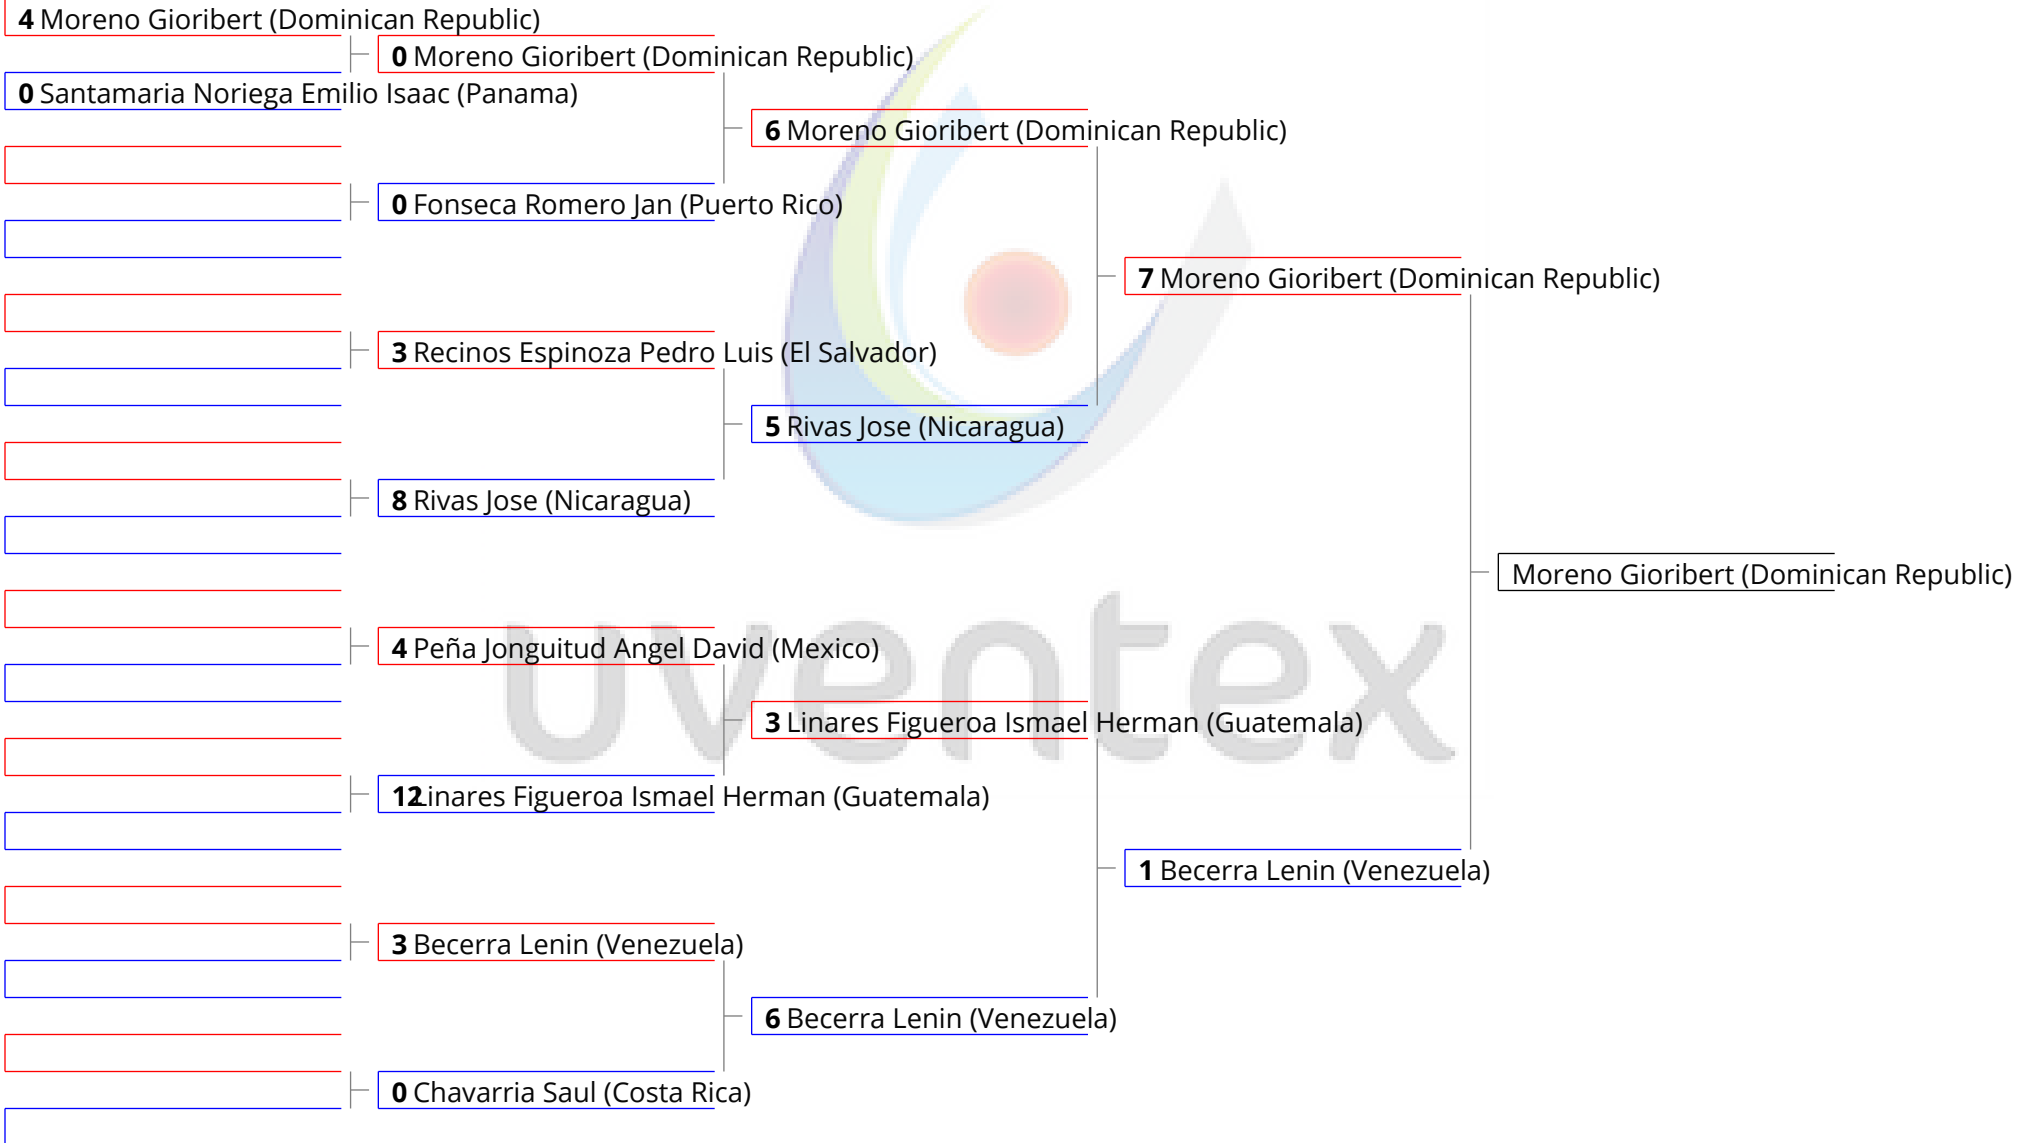 4 Moreno Gioribert (Dominican Republic)
0 Moreno Gioribert (Dominican Republic)
0 Santamaria Noriega Emilio Isaac (Panama)
6 Moreno Gioribert (Dominican Republic)
0 Fonseca Romero Jan (Puerto Rico)
7 Moreno Gioribert (Dominican Republic)
3 Recinos Espinoza Pedro Luis (El Salvador)
5 Rivas Jose (Nicaragua)
8 Rivas Jose (Nicaragua)
Moreno Gioribert (Dominican Republic)
uventex
4 Peña Jonguitud Angel David (Mexico)
3 Linares Figueroa Ismael Herman (Guatemala)
12 Linares Figueroa Ismael Herman (Guatemala)
1 Becerra Lenin (Venezuela)
3 Becerra Lenin (Venezuela)
6 Becerra Lenin (Venezuela)
0 Chavarria Saul (Costa Rica)